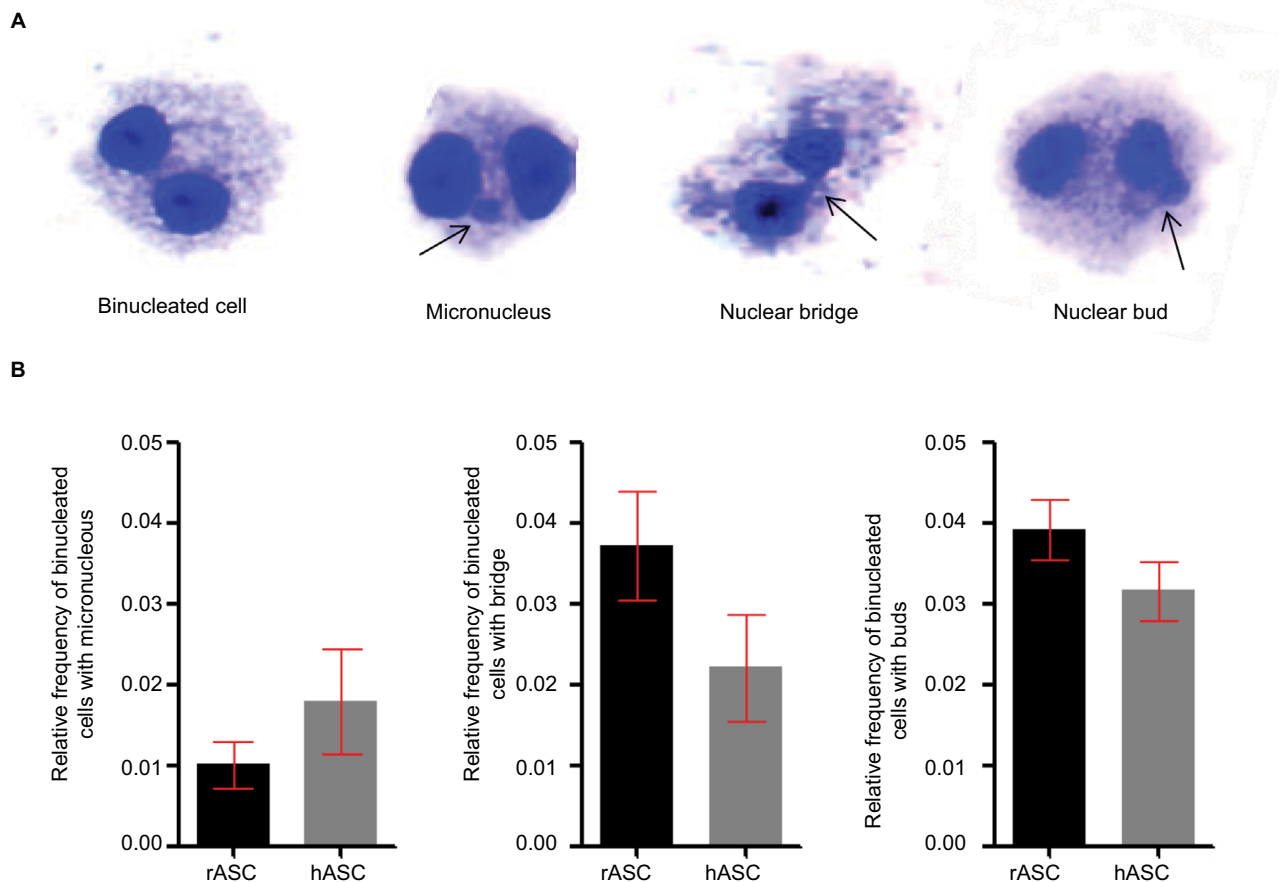 A
Binucleated cell
Micronucleus
Nuclear bridge
Nuclear bud
B
Relative frequency of binucleated
cells with micronucleous
0.05
0.04
0.03
0.02
0.01
0.00
rASC
hASC
Relative frequency of binucleated
cells with bridge
0.05
0.04
0.03
0.02
0.01
0.00
rASC
hASC
Relative frequency of binucleated
cells with buds
0.05
0.04
0.03
0.02
0.01
0.00
rASC
hASC